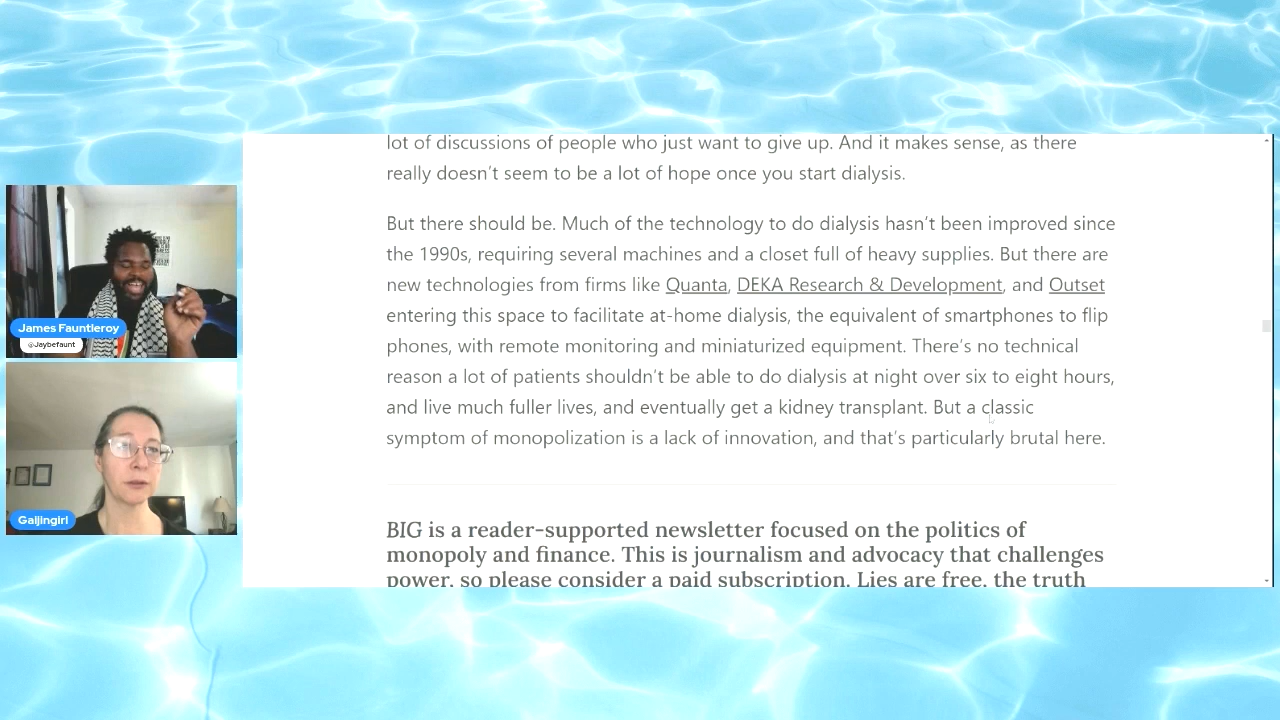 lot of discussions of people who just want to give up. And it makes sense, as there
really doesn't seem to be a lot of hope once you start dialysis.
But there should be. Much of the technology to do dialysis hasn't been improved since
the 1990s, requiring several machines and a closet full of heavy supplies. But there are
new technologies from firms like Quanta, DEKA Research & Development, and Outset
entering this space to facilitate at-home dialysis, the equivalent of smartphones to flip
phones, with remote monitoring and miniaturized equipment. There's no technical
reason a lot of patients shouldn't be able to do dialysis at night over six to eight hours,
and live much fuller lives, and eventually get a kidney transplant. But a classic
symptom of monopolization is a lack of innovation, and that's particularly brutal here.
BIG is a reader-supported newsletter focused on the politics of
monopoly and finance. This is journalism and advocacy that challenges
power, so please consider a paid subscription. Lies are free, the truth
James Fauntleroy
@Jaybefaunt
Gaijingirl